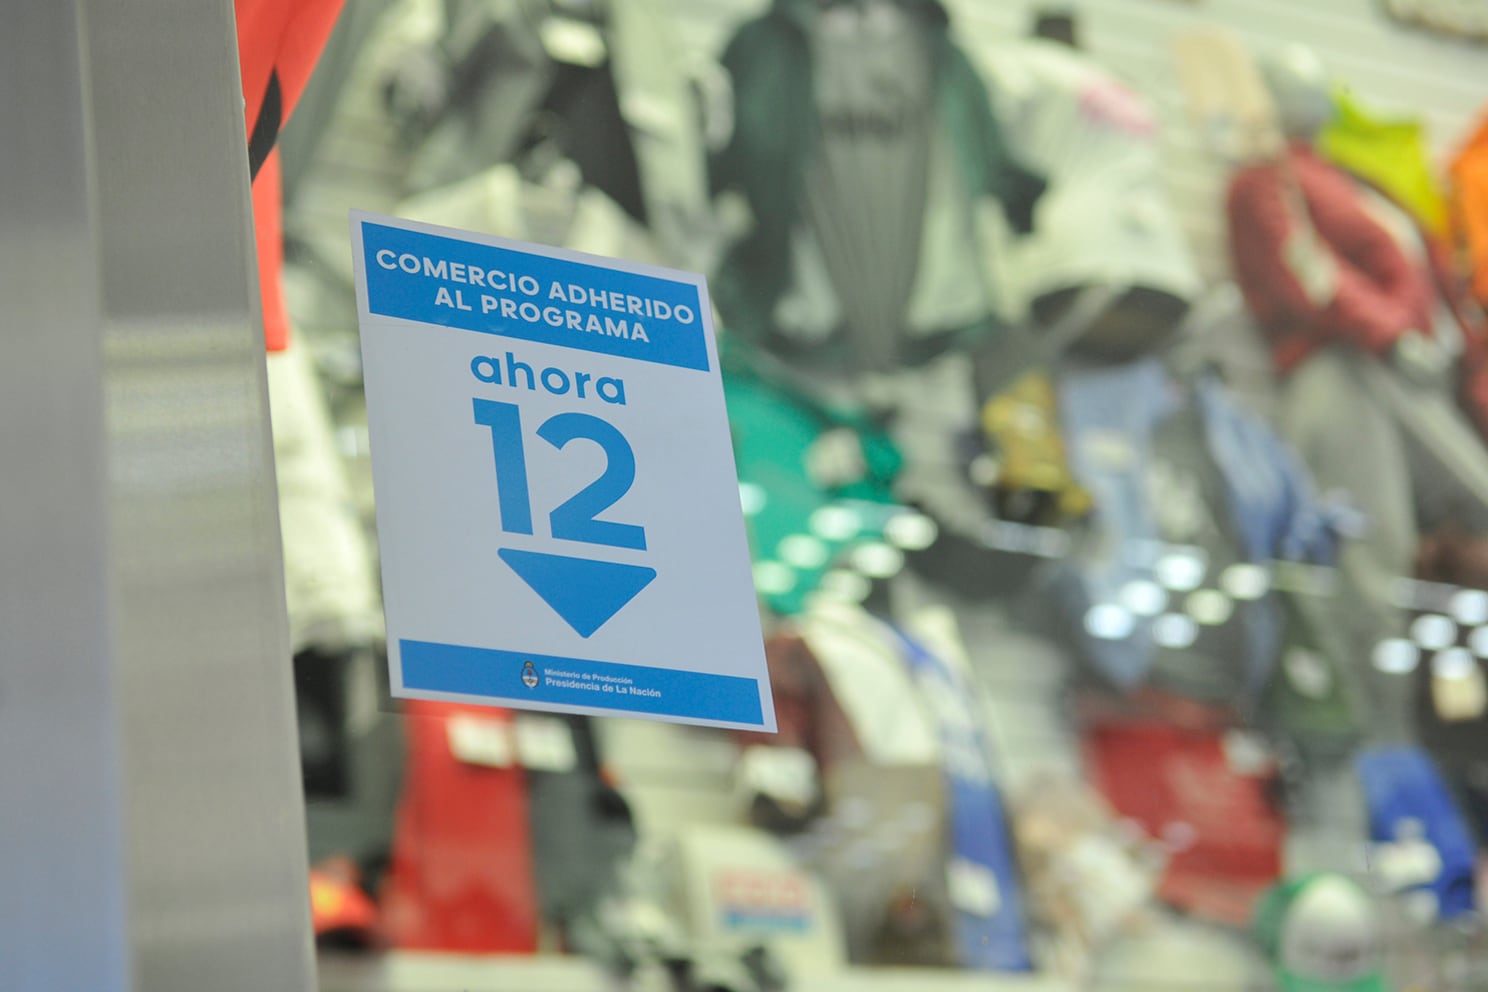 COMERCIO ADHERIDO
AL PROGRAMA
ahora
12
Ministerio de Producción
Presidencia de La Nación